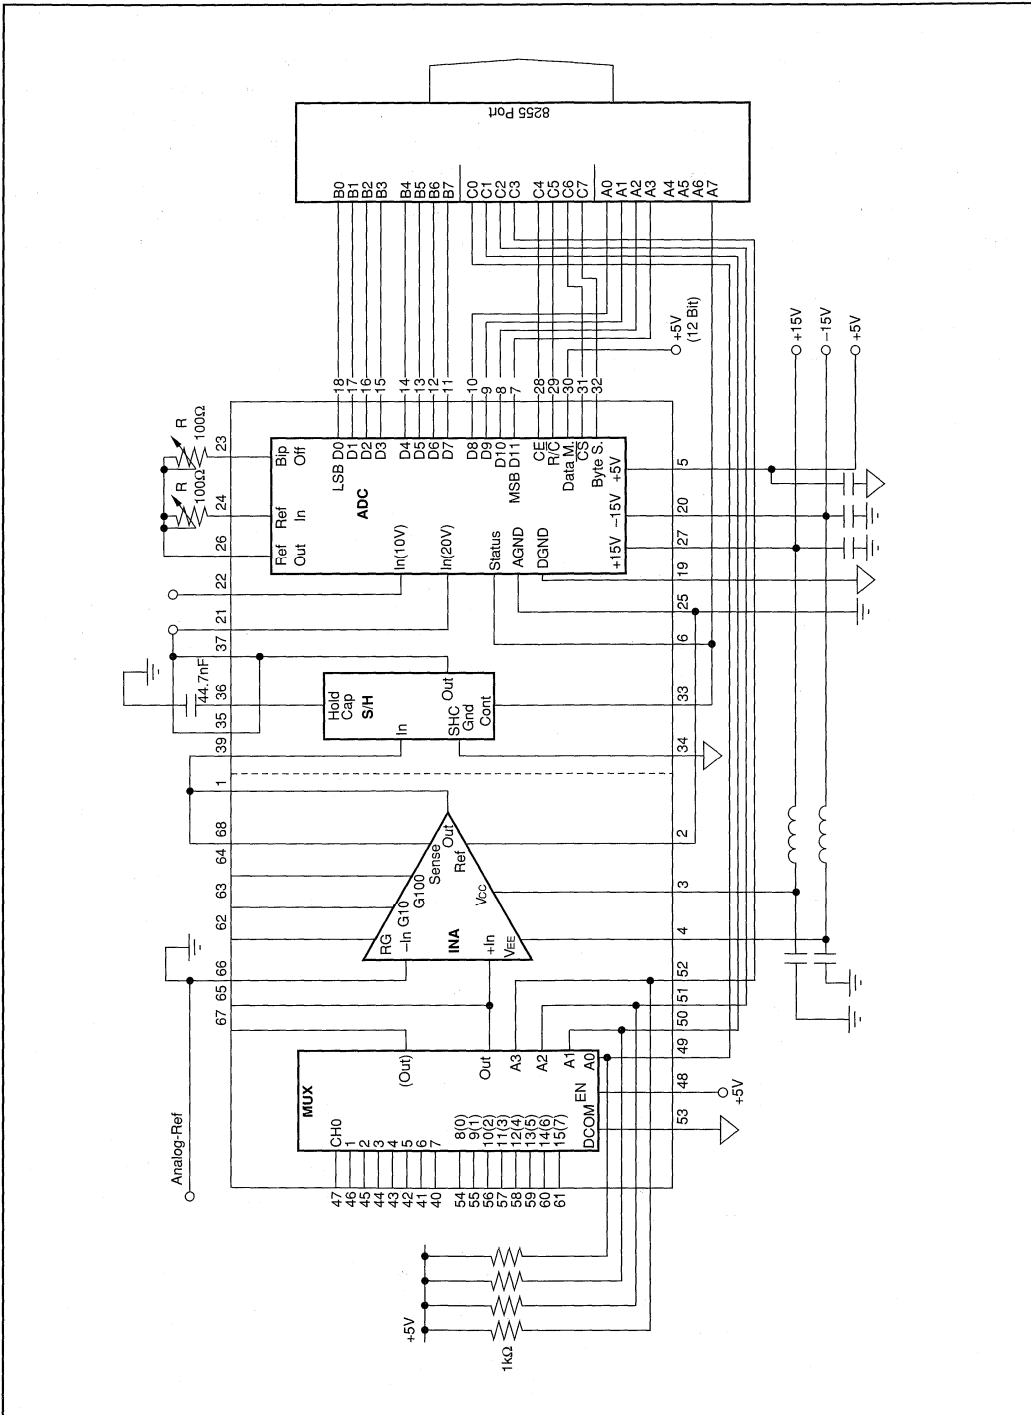 8255 Port
B0
B1
B2
B3
B4
B5
B6
B7
C0
C1
C2
C3
C4
C5
C6
C7
A0
A1
A2
A3
A4
A5
A6
A7
+5V
(12 Bit)
+15V
–15V
+5V
18
17
16
15
14
13
12
11
10
9
8
7
28
29
30
31
32
R
100Ω
23
R
100Ω
24
26
22
21
37
44.7nF
36
35
39
1
68
64
63
62
66
65
67
Bip
Off
Ref
In
Ref
Out
ADC
LSB D0
D1
D2
D3
D4
D5
D6
D7
D8
D9
D10
MSB D11
CE
R/C
Data M.
CS
Byte S.
+5V
–15V
+15V
In(10V)
In(20V)
Status
AGND
DGND
5
20
27
19
25
6
33
34
2
3
4
52
51
50
49
48
53
Hold
Cap
S/H
In
Out
SHC
Gnd
Cont
RG
–In
G10
G100
Sense
Out
Ref
INA
+In
VCC
VEE
MUX
(Out)
Out
A3
A2
A1
A0
EN
DCOM
+5V
CH0
1
2
3
4
5
6
7
8(0)
9(1)
10(2)
11(3)
12(4)
13(5)
14(6)
15(7)
47
46
45
44
43
42
41
40
54
55
56
57
58
59
60
61
Analog-Ref
+5V
1kΩ